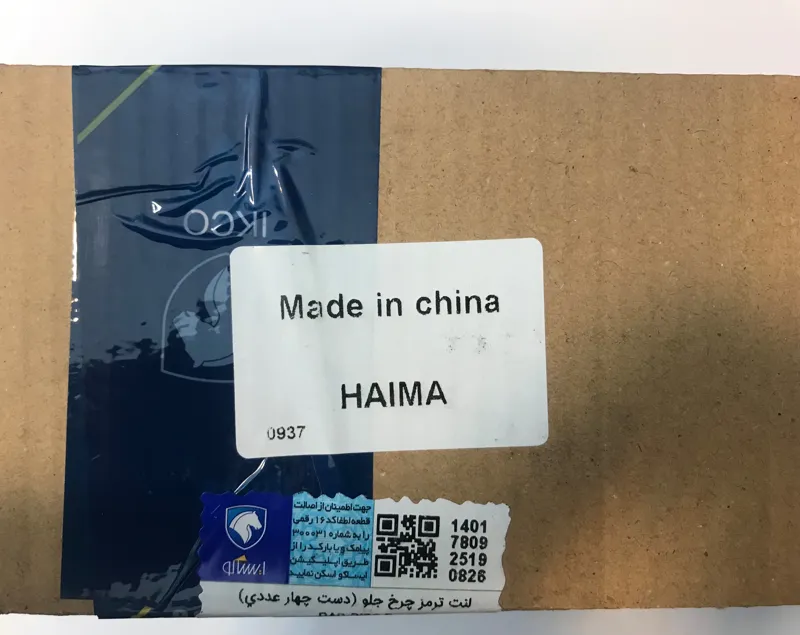 IKCO
Made in china
HAIMA
0937
جهت اطمینان از اصالت
قطعه لطفا کد ۱۶ رقمی
را به شماره ۳۰۰۰۳۱
پیامک و یا بارکد را از
طریق اپلیکیشن
ایساکو اسکن نمایید
1401
7809
2519
0826
ایساکو
لنت ترمز چرخ جلو (دست چهار عددي)